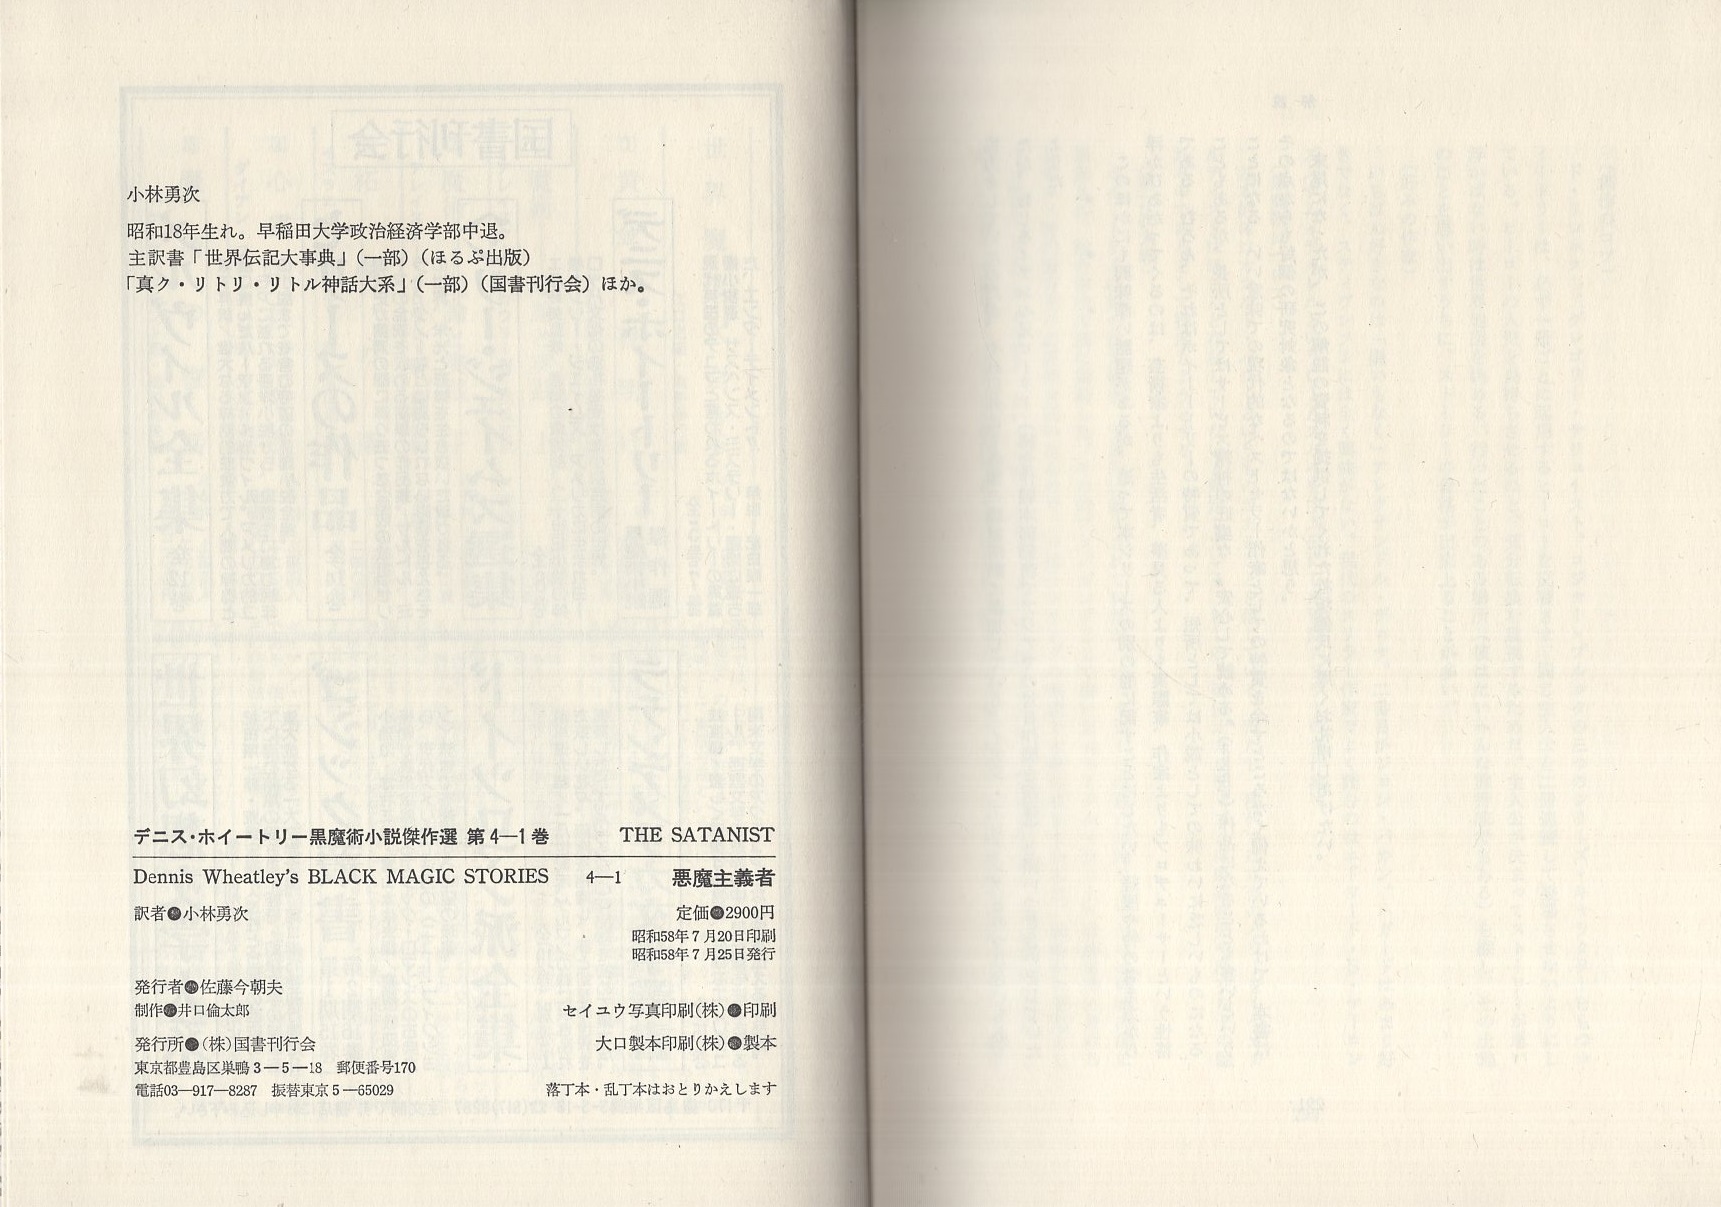 小林勇次
昭和18年生れ。早稲田大学政治経済学部中退。
主訳書「世界伝記大事典」(一部)(ほるぷ出版)
「真ク・リトリ・リトル神話大系」(一部)(国書刊行会)ほか。
デニス・ホイートリー黒魔術小説傑作選 第4―1巻 THE SATANIST
Dennis Wheatley's BLACK MAGIC STORIES 4―1 悪魔主義者
訳者●小林勇次 定価●2900円
昭和58年7月20日印刷
昭和58年7月25日発行
発行者●佐藤今朝夫
制作●井口倫太郎 セイユウ写真印刷(株)●印刷
発行所●(株)国書刊行会 大口製本印刷(株)●製本
東京都豊島区巣鴨3―5―18 郵便番号170
電話03―917―8287 振替東京5―65029 落丁本・乱丁本はおとりかえします